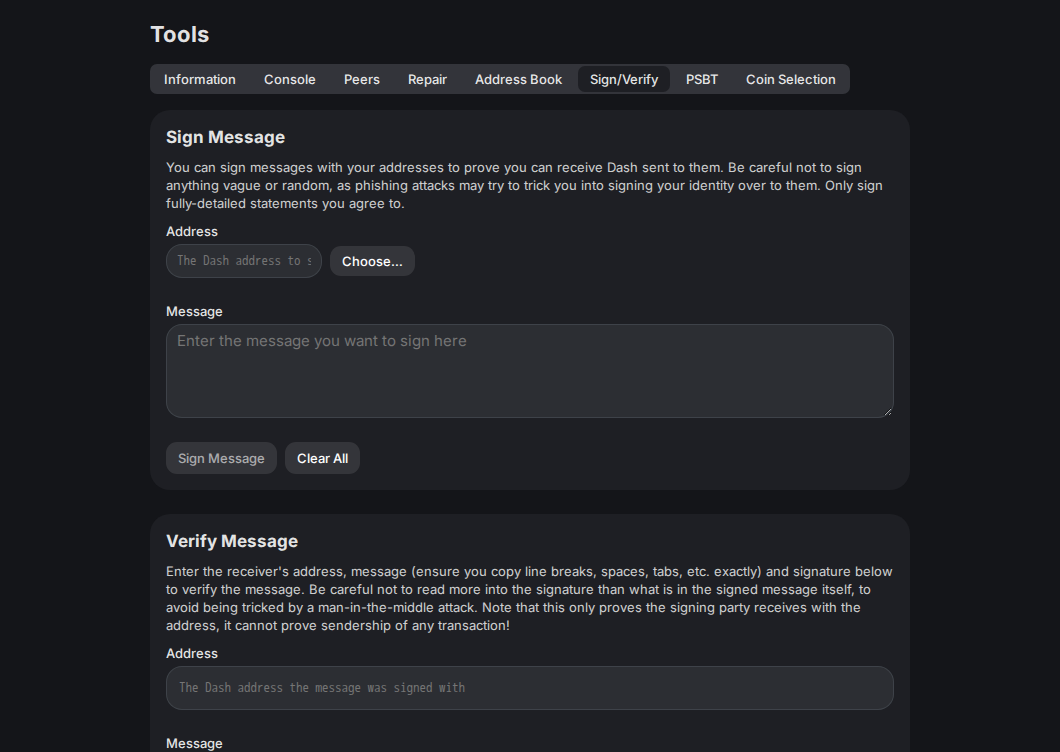 Tools
Information Console Peers Repair Address Book Sign/Verify PSBT Coin Selection
Sign Message
You can sign messages with your addresses to prove you can receive Dash sent to them. Be careful not to sign
anything vague or random, as phishing attacks may try to trick you into signing your identity over to them. Only sign
fully-detailed statements you agree to.
Address
The Dash address to
Choose...
Message
Enter the message you want to sign here
Sign Message Clear All
Verify Message
Enter the receiver's address, message (ensure you copy line breaks, spaces, tabs, etc. exactly) and signature below
to verify the message. Be careful not to read more into the signature than what is in the signed message itself, to
avoid being tricked by a man-in-the-middle attack. Note that this only proves the signing party receives with the
address, it cannot prove sendership of any transaction!
Address
The Dash address the message was signed with
Message